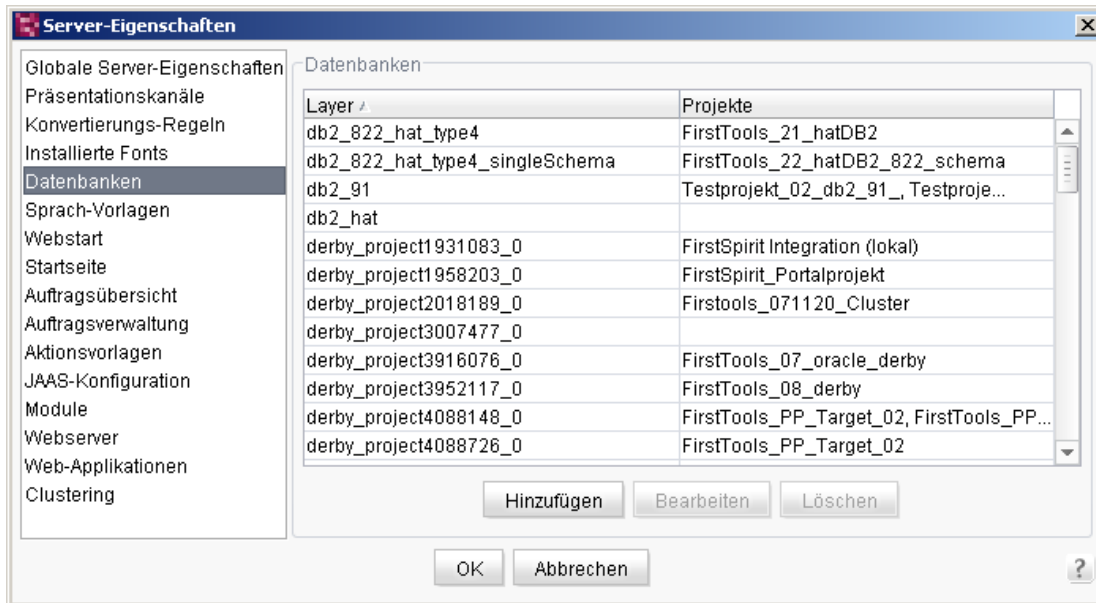 Server-Eigenschaften
Globale Server-Eigenschaften
Präsentationskanäle
Konvertierungs-Regeln
Installierte Fonts
Datenbanken
Sprach-Vorlagen
Webstart
Startseite
Auftragsübersicht
Auftragsverwaltung
Aktionsvorlagen
JAAS-Konfiguration
Module
Webserver
Web-Applikationen
Clustering
Datenbanken
Layer Projekte
db2_822_hat_type4 FirstTools_21_hatDB2
db2_822_hat_type4_singleSchema FirstTools_22_hatDB2_822_schema
db2_91 Testprojekt_02_db2_91_, Testproje...
db2_hat
derby_project1931083_0 FirstSpirit Integration (lokal)
derby_project1958203_0 FirstSpirit_Portalprojekt
derby_project2018189_0 Firstools_071120_Cluster
derby_project3007477_0
derby_project3916076_0 FirstTools_07_oracle_derby
derby_project3952117_0 FirstTools_08_derby
derby_project4088148_0 FirstTools_PP_Target_02, FirstTools_PP...
derby_project4088726_0 FirstTools_PP_Target_02
Hinzufügen Bearbeiten Löschen
OK Abbrechen ?